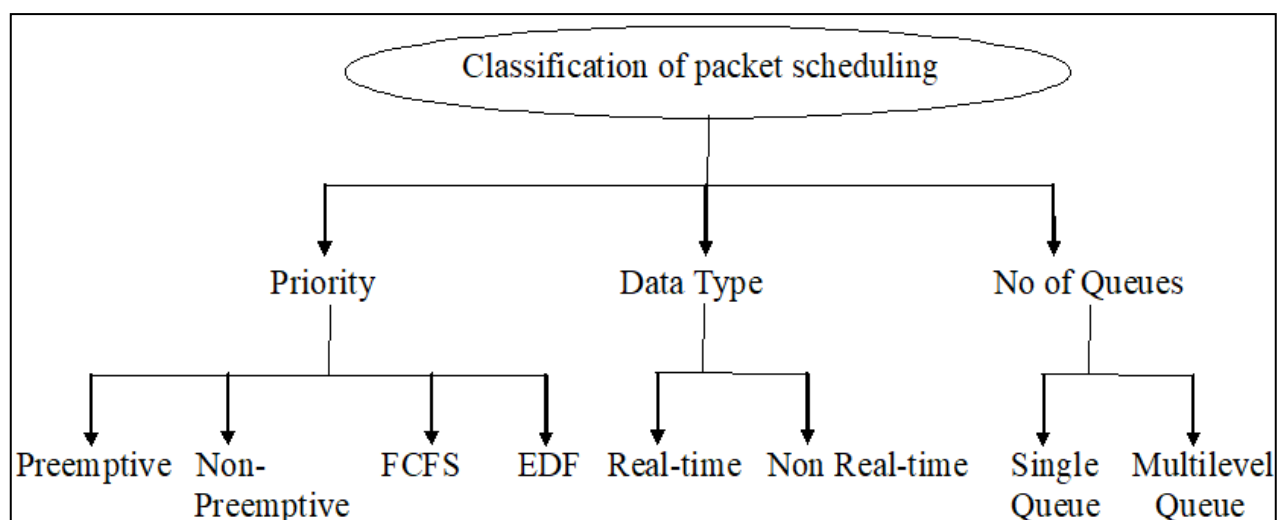 Classification of packet scheduling
Priority
Data Type
No of Queues
Preemptive
Non-
Preemptive
FCFS
EDF
Real-time
Non Real-time
Single
Queue
Multilevel
Queue